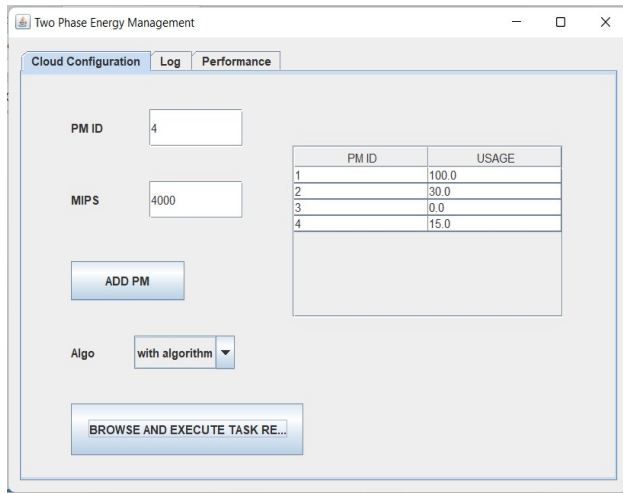 Two Phase Energy Management
Cloud Configuration Log Performance
PM ID 4
PM ID USAGE
1 100.0
2 30.0
MIPS 4000
3 0.0
4 15.0
ADD PM
Algo with algorithm
BROWSE AND EXECUTE TASK RE...